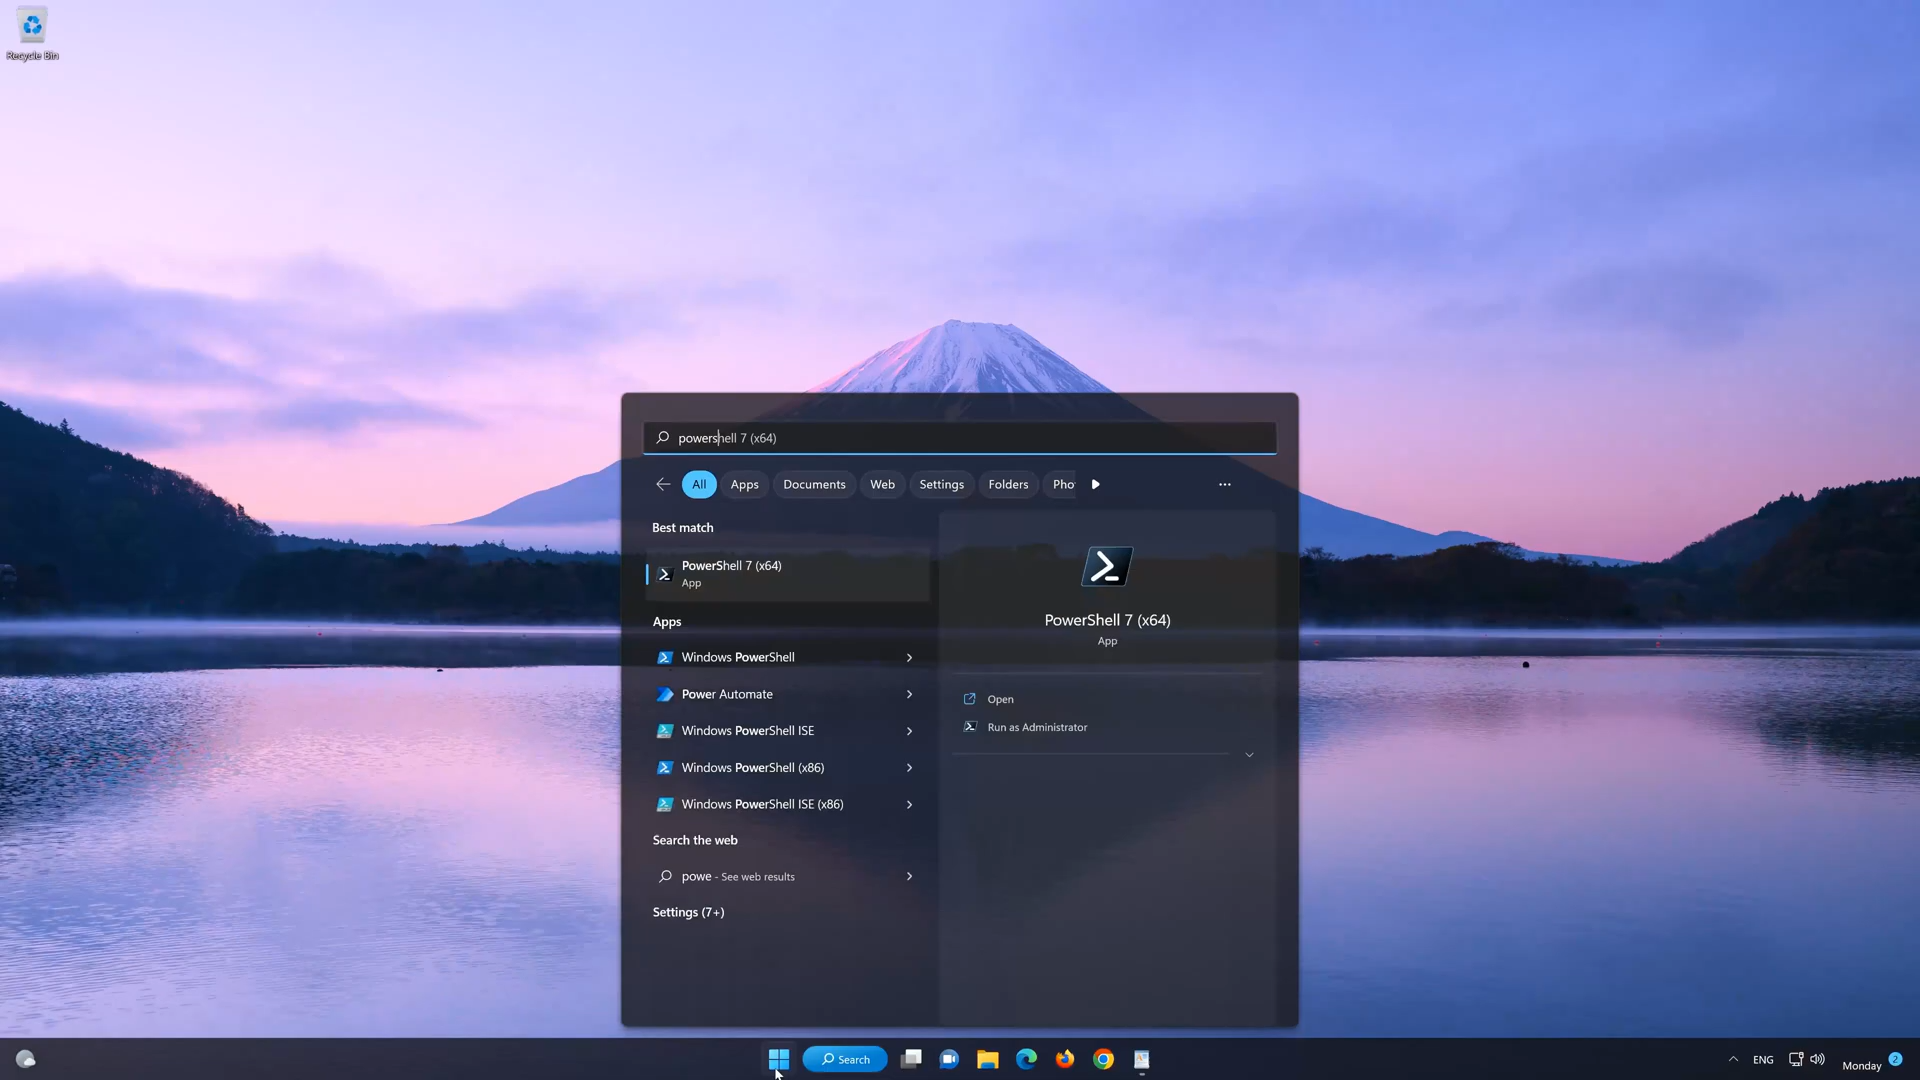 Recycle Bin
powershell 7 (x64)
All Apps Documents Web Settings Folders Pho
Best match
PowerShell 7 (x64)
App
Apps
Windows PowerShell
Power Automate
Windows PowerShell ISE
Windows PowerShell (x86)
Windows PowerShell ISE (x86)
Search the web
powe - See web results
Settings (7+)
PowerShell 7 (x64)
App
Open
Run as Administrator
Search
ENG
Monday
2